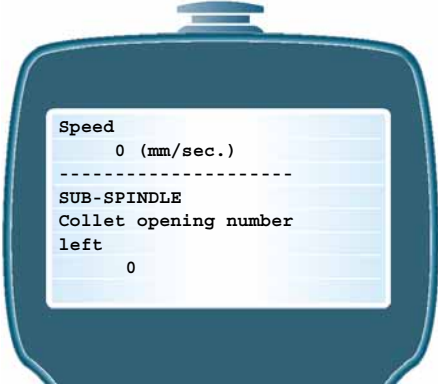 Speed
0 (mm/sec.)
---------------------
SUB-SPINDLE
Collet opening number
left
0